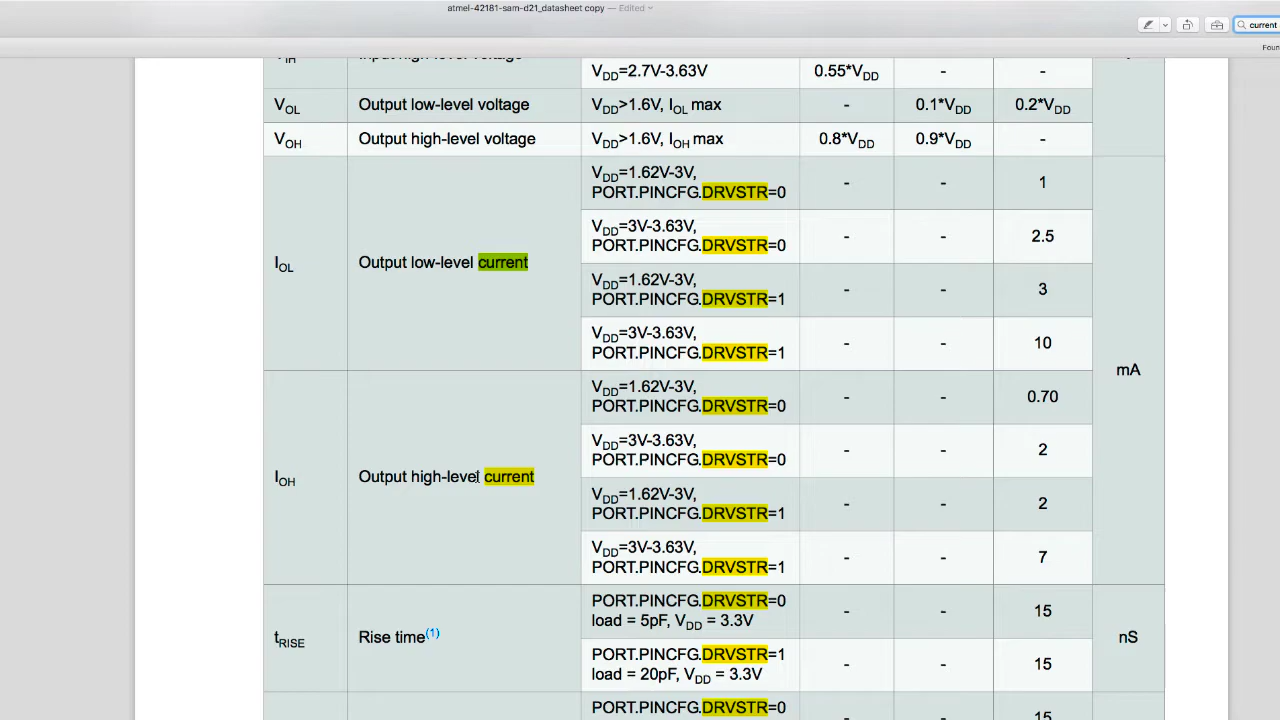 atmel-42181-sam-d21_datasheet copy — Edited
current
Foun
VIH Input high-level voltage
VDD=2.7V-3.63V 0.55*VDD - -
VOL Output low-level voltage VDD>1.6V, IOL max - 0.1*VDD 0.2*VDD
VOH Output high-level voltage VDD>1.6V, IOH max 0.8*VDD 0.9*VDD -
IOL Output low-level current
VDD=1.62V-3V,
PORT.PINCFG.DRVSTR=0 - - 1
VDD=3V-3.63V,
PORT.PINCFG.DRVSTR=0 - - 2.5
VDD=1.62V-3V,
PORT.PINCFG.DRVSTR=1 - - 3
VDD=3V-3.63V,
PORT.PINCFG.DRVSTR=1 - - 10
mA
IOH Output high-level current
VDD=1.62V-3V,
PORT.PINCFG.DRVSTR=0 - - 0.70
VDD=3V-3.63V,
PORT.PINCFG.DRVSTR=0 - - 2
VDD=1.62V-3V,
PORT.PINCFG.DRVSTR=1 - - 2
VDD=3V-3.63V,
PORT.PINCFG.DRVSTR=1 - - 7
tRISE Rise time(1)
PORT.PINCFG.DRVSTR=0
load = 5pF, VDD = 3.3V - - 15
nS
PORT.PINCFG.DRVSTR=1
load = 20pF, VDD = 3.3V - - 15
PORT.PINCFG.DRVSTR=0
15